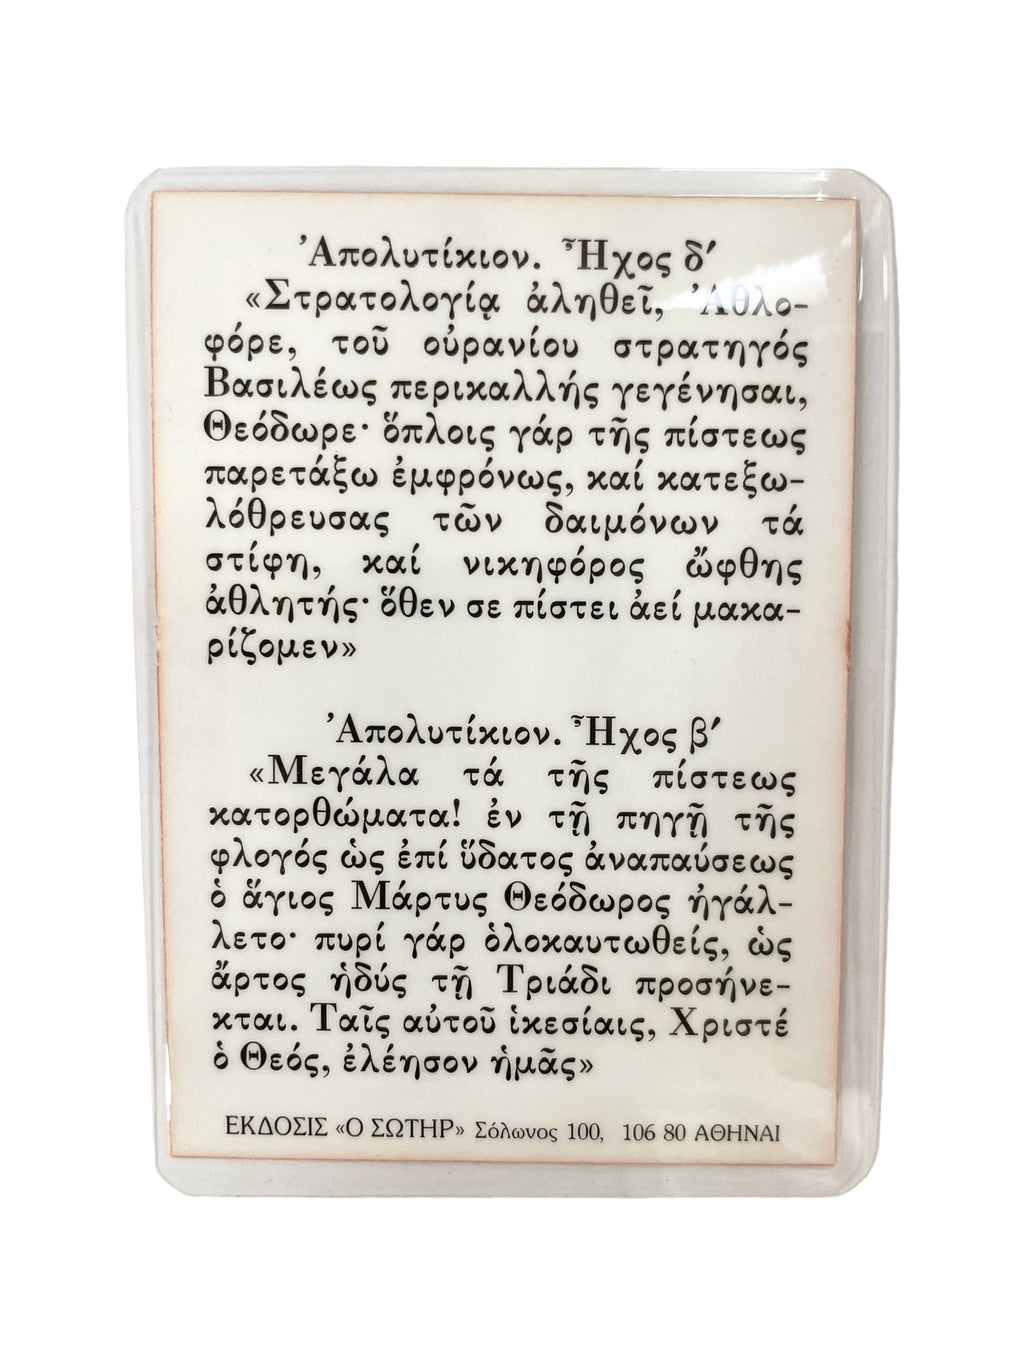 Ἀπολυτίκιον. Ἦχος δ′
«Στρατολογίᾳ ἀληθεῖ, Ἀθλο-
φόρε, τοῦ οὐρανίου στρατηγός
Βασιλέως περικαλλής γεγένησαι,
Θεόδωρε· ὅπλοις γάρ τῆς πίστεως
παρετάξω ἐμφρόνως, καί κατεξω-
λόθρευσας τῶν δαιμόνων τά
στίφη, καί νικηφόρος ὤφθης
ἀθλητής· ὅθεν σε πίστει ἀεί μακα-
ρίζομεν»
Ἀπολυτίκιον. Ἦχος β′
«Μεγάλα τά τῆς πίστεως
κατορθώματα! ἐν τῇ πηγῇ τῆς
φλογός ὡς ἐπί ὕδατος ἀναπαύσεως
ὁ ἅγιος Μάρτυς Θεόδωρος ἠγάλ-
λετο· πυρί γάρ ὁλοκαυτωθείς, ὡς
ἄρτος ἡδύς τῇ Τριάδι προσήνε-
κται. Ταῖς αὐτοῦ ἱκεσίαις, Χριστέ
ὁ Θεός, ἐλέησον ἡμᾶς»
ΕΚΔΟΣΙΣ «Ο ΣΩΤΗΡ» Σόλωνος 100, 106 80 ΑΘΗΝΑΙ